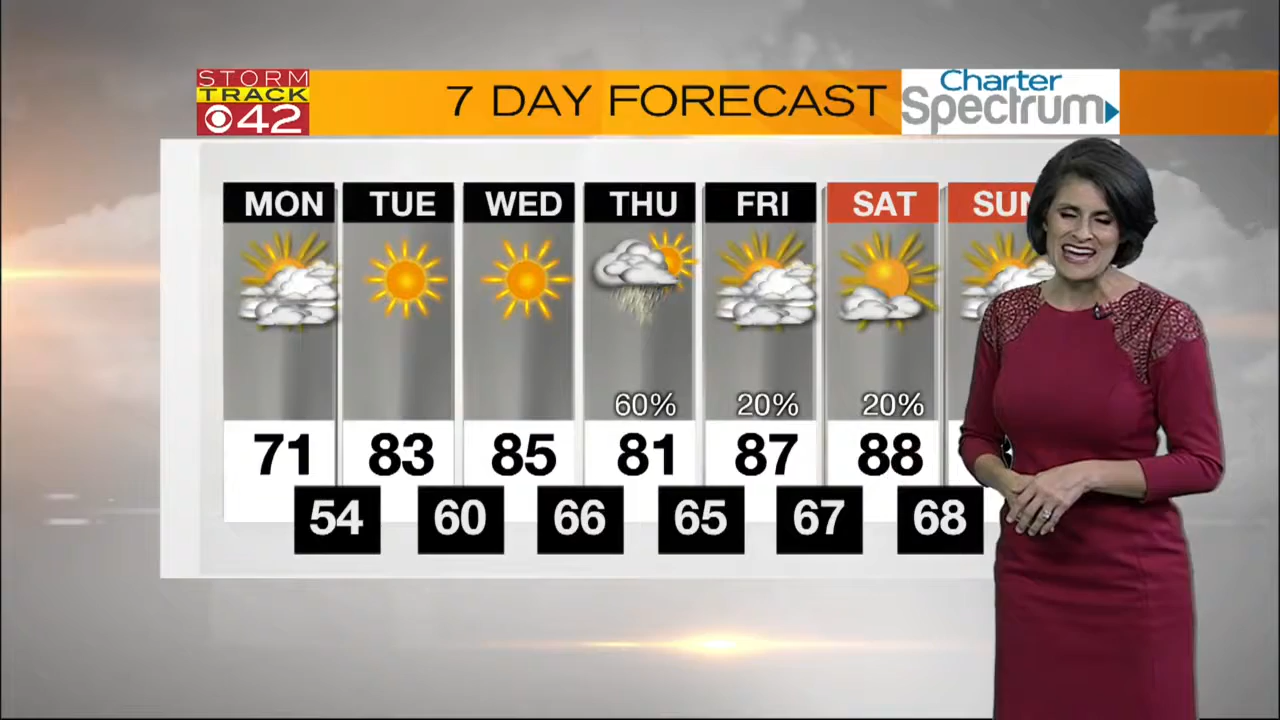 STORM
TRACK
42
7 DAY FORECAST
Charter
Spectrum
MON TUE WED THU FRI SAT SUN
60% 20% 20%
71 83 85 81 87 88
54 60 66 65 67 68